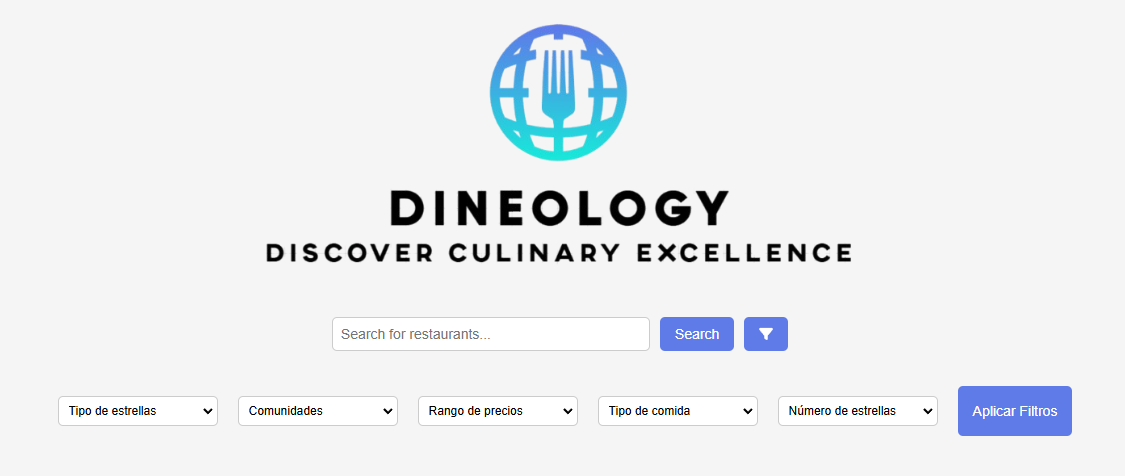 DINEOLOGY
DISCOVER CULINARY EXCELLENCE
Search for restaurants... Search
Tipo de estrellas Comunidades Rango de precios Tipo de comida Número de estrellas Aplicar Filtros